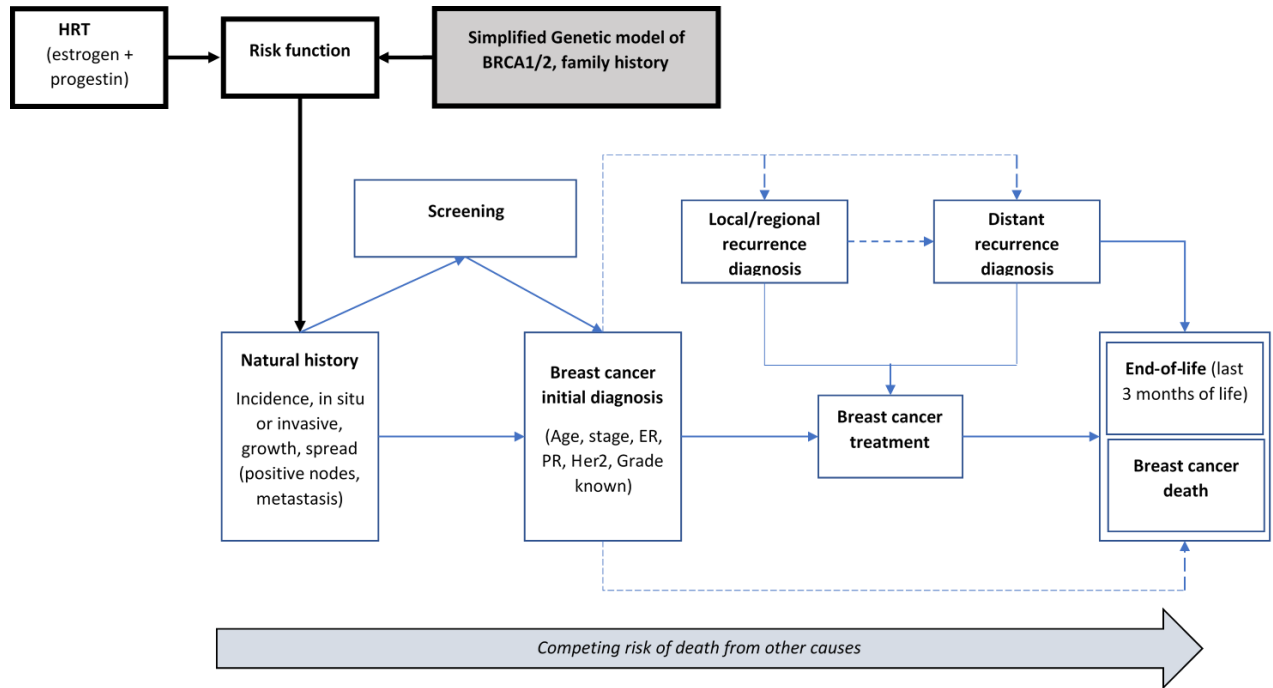 HRT
(estrogen +
progestin)
Risk function
Simplified Genetic model of
BRCA1/2, family history
Screening
Local/regional
recurrence
diagnosis
Distant
recurrence
diagnosis
Natural history
Incidence, in situ
or invasive,
growth, spread
(positive nodes,
metastasis)
Breast cancer
initial diagnosis
(Age, stage, ER,
PR, Her2, Grade
known)
Breast cancer
treatment
End-of-life (last
3 months of life)
Breast cancer
death
Competing risk of death from other causes